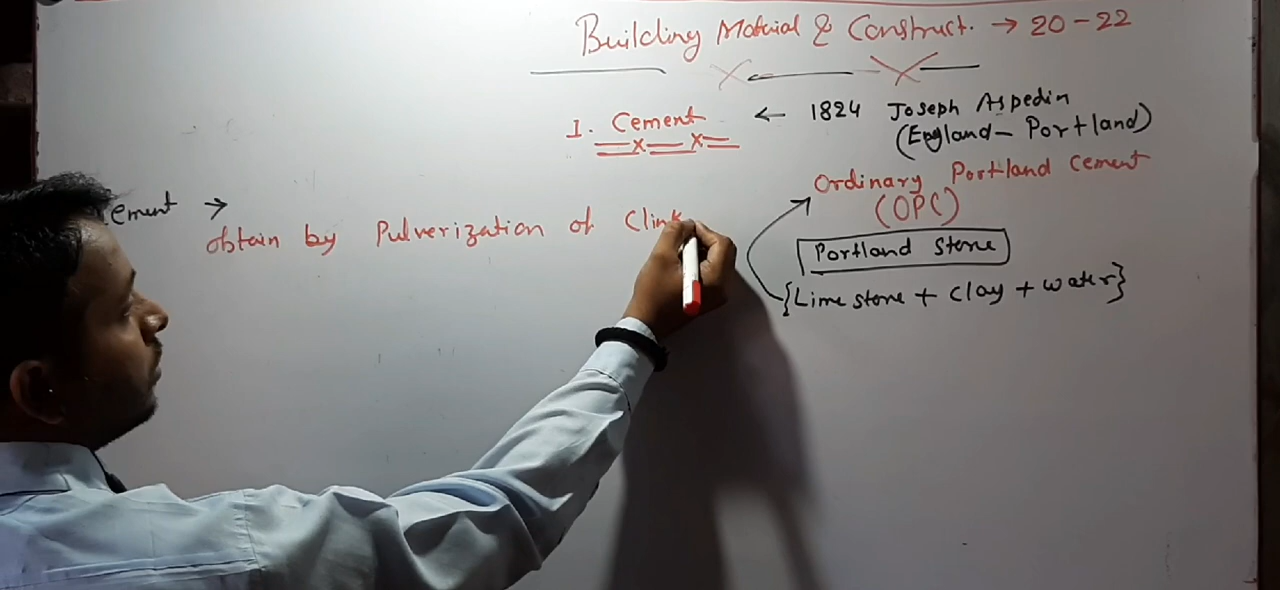 Building Material & Construct. → 20-22
1. Cement ← 1824 Joseph Aspedin
(England- Portland)
Ordinary Portland Cement
(OPC)
Portland Stone
{Lime stone + Clay + water}
ement →
obtain by Pulverization of Clink